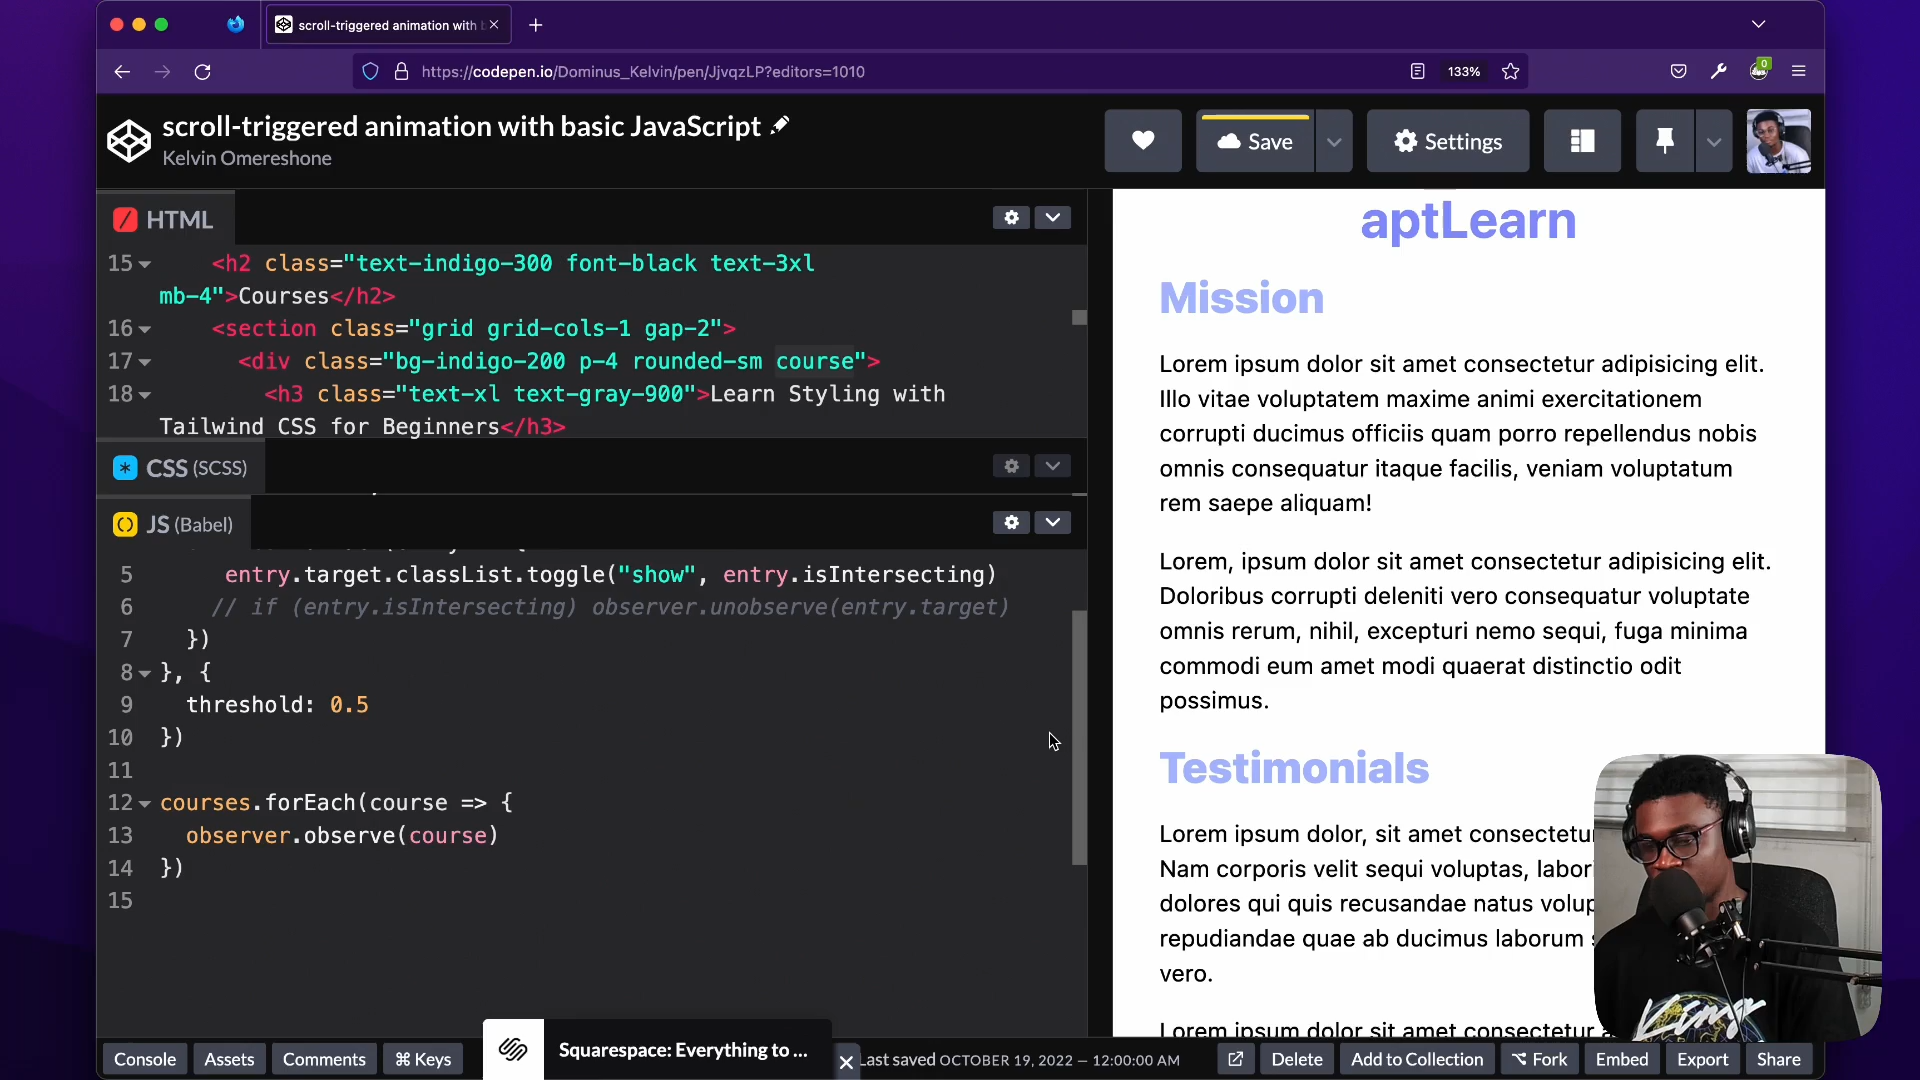 scroll-triggered animation with
https://codepen.io/Dominus_Kelvin/pen/JjvqzLP?editors=1010
133%
0
scroll-triggered animation with basic JavaScript
Kelvin Omereshone
Save
Settings
HTML
15 <h2 class="text-indigo-300 font-black text-3xl
mb-4">Courses</h2>
16 <section class="grid grid-cols-1 gap-2">
17 <div class="bg-indigo-200 p-4 rounded-sm course">
18 <h3 class="text-xl text-gray-900">Learn Styling with
Tailwind CSS for Beginners</h3>
CSS (SCSS)
JS (Babel)
5 entry.target.classList.toggle("show", entry.isIntersecting)
6 // if (entry.isIntersecting) observer.unobserve(entry.target)
7 })
8 }, {
9 threshold: 0.5
10 })
11
12 courses.forEach(course => {
13 observer.observe(course)
14 })
15
aptLearn
Mission
Lorem ipsum dolor sit amet consectetur adipisicing elit.
Illo vitae voluptatem maxime animi exercitationem
corrupti ducimus officiis quam porro repellendus nobis
omnis consequatur itaque facilis, veniam voluptatum
rem saepe aliquam!
Lorem, ipsum dolor sit amet consectetur adipisicing elit.
Doloribus corrupti deleniti vero consequatur voluptate
omnis rerum, nihil, excepturi nemo sequi, fuga minima
commodi eum amet modi quaerat distinctio odit
possimus.
Testimonials
Lorem ipsum dolor, sit amet consectetu
Nam corporis velit sequi voluptas, labor
dolores qui quis recusandae natus volup
repudiandae quae ab ducimus laborum
vero.
Lorem ipsum dolor sit amet consectetur
Console
Assets
Comments
⌘ Keys
Squarespace: Everything to ...
Last saved OCTOBER 19, 2022 — 12:00:00 AM
Delete
Add to Collection
Fork
Embed
Export
Share